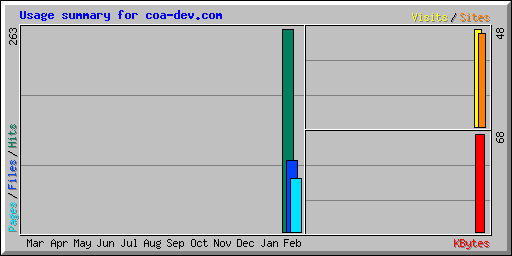 Usage summary for coa-dev.com
Visits / Sites
263
48
68
Pages / Files / Hits
Mar Apr May Jun Jul Aug Sep Oct Nov Dec Jan Feb
KBytes